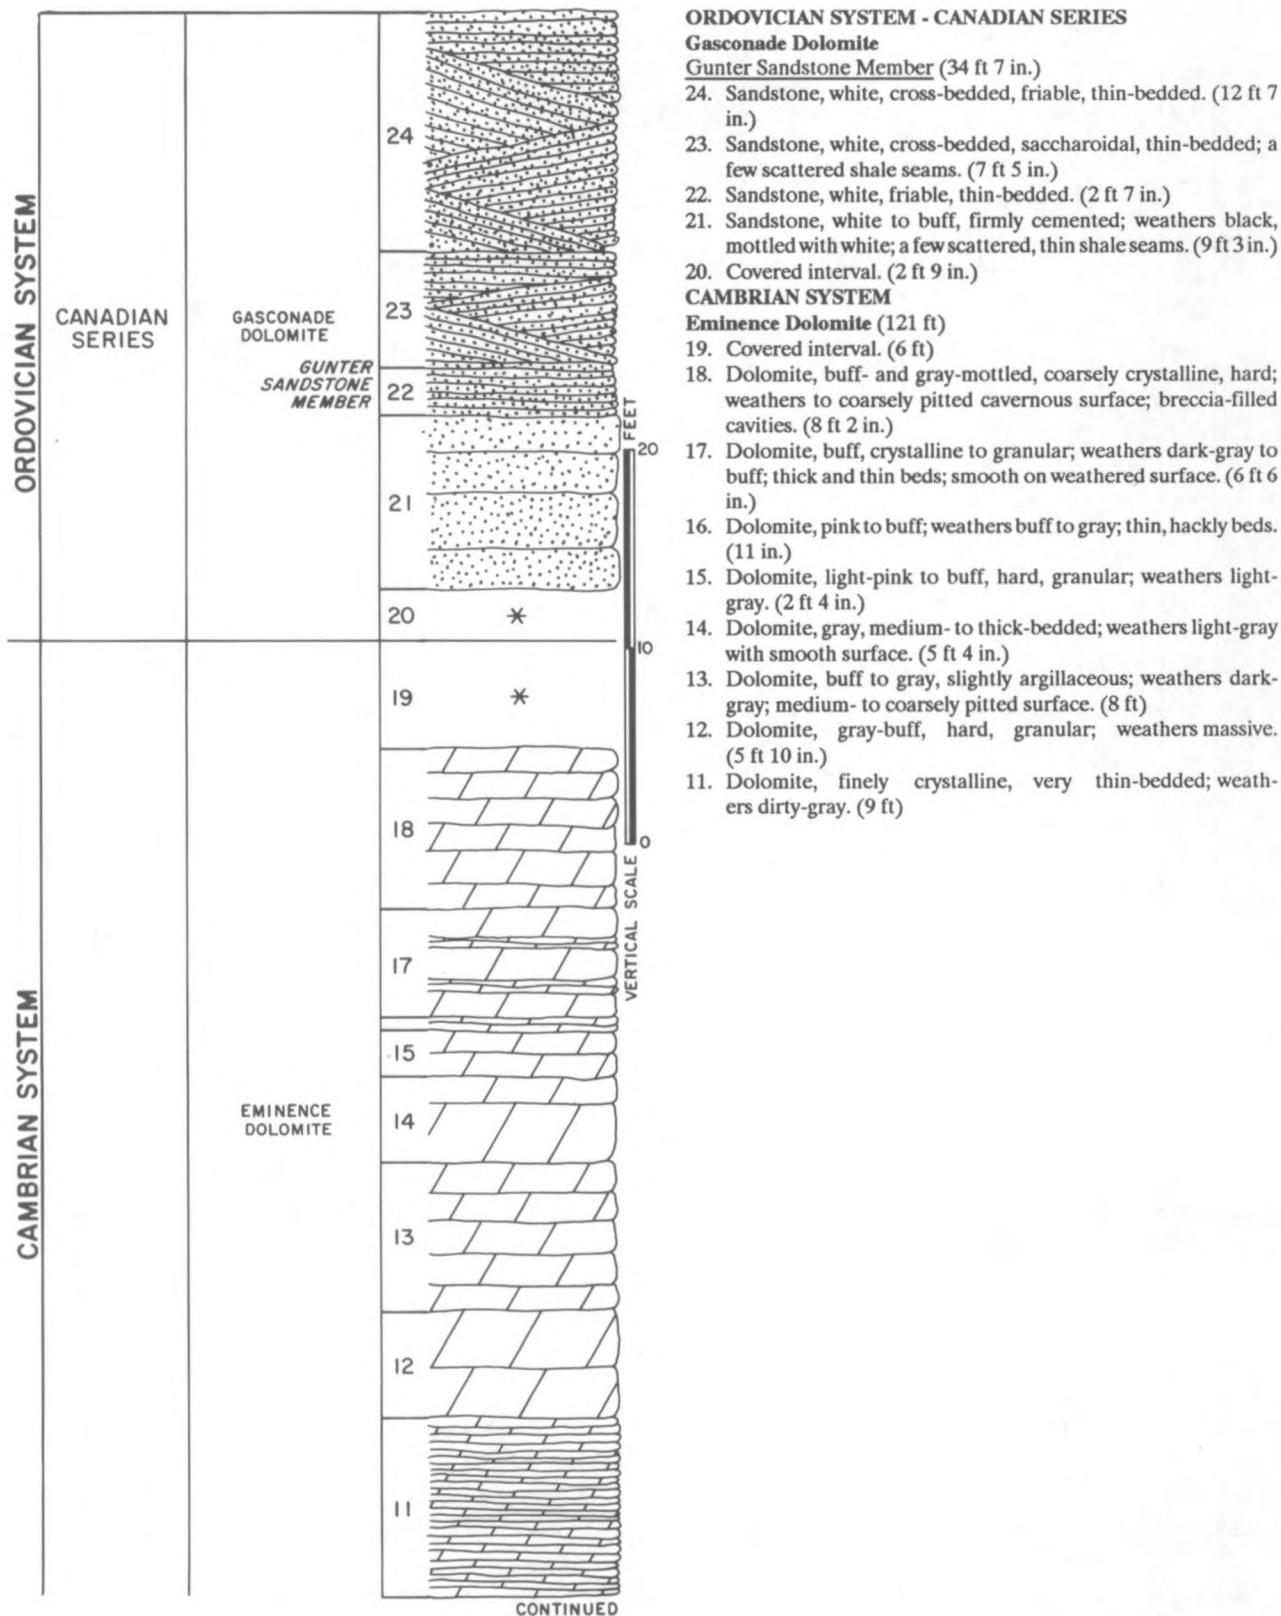 ORDOVICIAN SYSTEM
CANADIAN
SERIES
GASCONADE
DOLOMITE
GUNTER
SANDSTONE
MEMBER
24
23
22
21
20
*
CAMBRIAN SYSTEM
EMINENCE
DOLOMITE
19
*
18
17
15
14
13
12
11
CONTINUED
FEET
20
10
0
VERTICAL SCALE
ORDOVICIAN SYSTEM - CANADIAN SERIES
Gasconade Dolomite
Gunter Sandstone Member (34 ft 7 in.)
24. Sandstone, white, cross-bedded, friable, thin-bedded. (12 ft 7
in.)
23. Sandstone, white, cross-bedded, saccharoidal, thin-bedded; a
few scattered shale seams. (7 ft 5 in.)
22. Sandstone, white, friable, thin-bedded. (2 ft 7 in.)
21. Sandstone, white to buff, firmly cemented; weathers black,
mottled with white; a few scattered, thin shale seams. (9 ft 3 in.)
20. Covered interval. (2 ft 9 in.)
CAMBRIAN SYSTEM
Eminence Dolomite (121 ft)
19. Covered interval. (6 ft)
18. Dolomite, buff- and gray-mottled, coarsely crystalline, hard;
weathers to coarsely pitted cavernous surface; breccia-filled
cavities. (8 ft 2 in.)
17. Dolomite, buff, crystalline to granular; weathers dark-gray to
buff; thick and thin beds; smooth on weathered surface. (6 ft 6
in.)
16. Dolomite, pink to buff; weathers buff to gray; thin, hackly beds.
(11 in.)
15. Dolomite, light-pink to buff, hard, granular; weathers light-
gray. (2 ft 4 in.)
14. Dolomite, gray, medium- to thick-bedded; weathers light-gray
with smooth surface. (5 ft 4 in.)
13. Dolomite, buff to gray, slightly argillaceous; weathers dark-
gray; medium- to coarsely pitted surface. (8 ft)
12. Dolomite, gray-buff, hard, granular; weathers massive.
(5 ft 10 in.)
11. Dolomite, finely crystalline, very thin-bedded; weath-
ers dirty-gray. (9 ft)